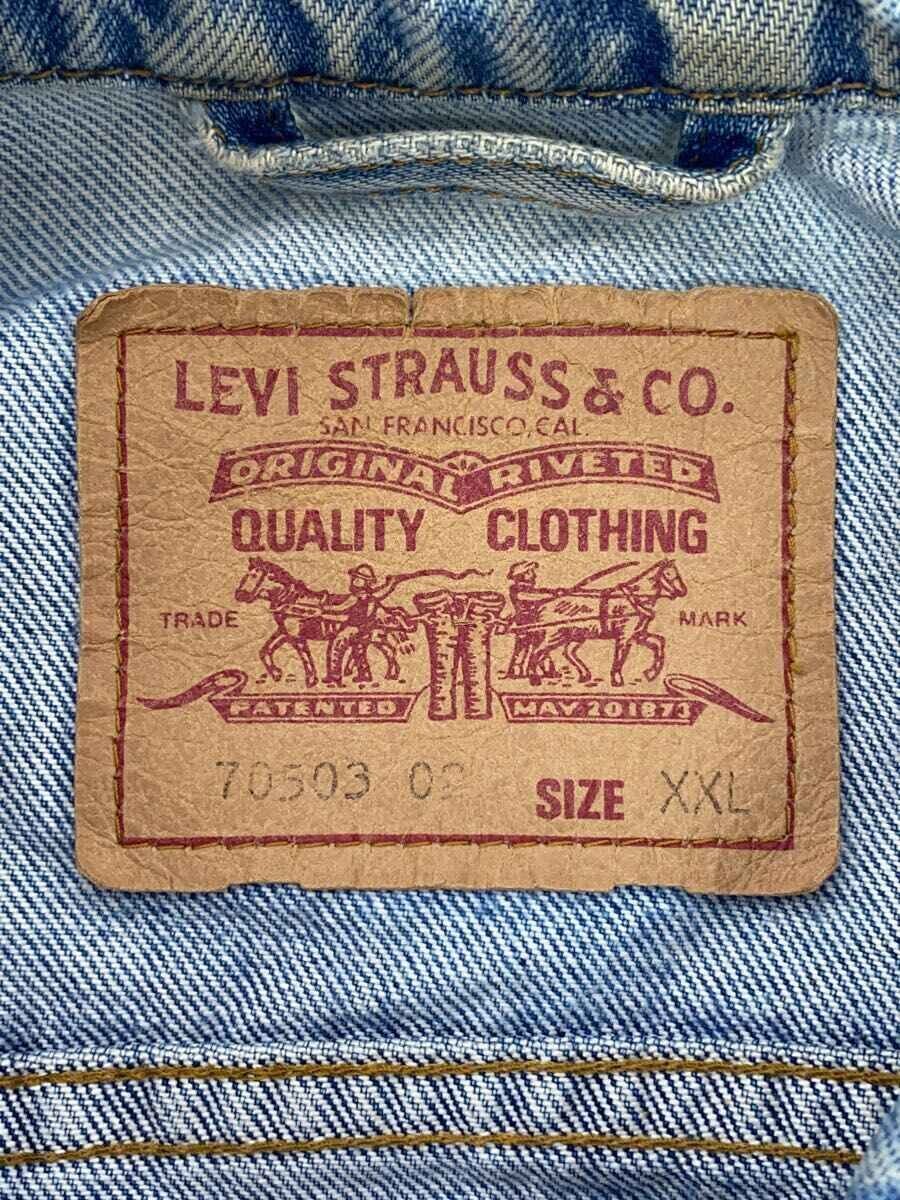 LEVI STRAUSS & CO.
SAN FRANCISCO, CAL.
ORIGINAL RIVETED
QUALITY CLOTHING
TRADE MARK
PATENTED MAY 20 1873
70503 02 SIZE XXL